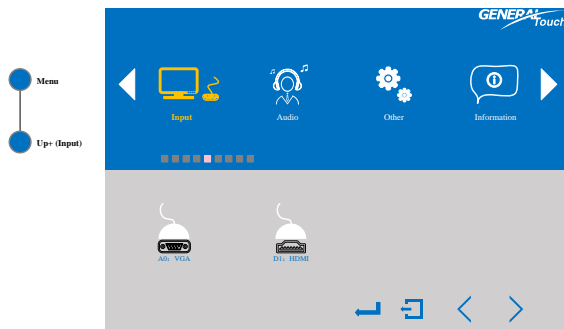 GENERAL
Touch
Menu
Up+ (Input)
Input
Audio
Other
Information
A0: VGA
D1: HDMI